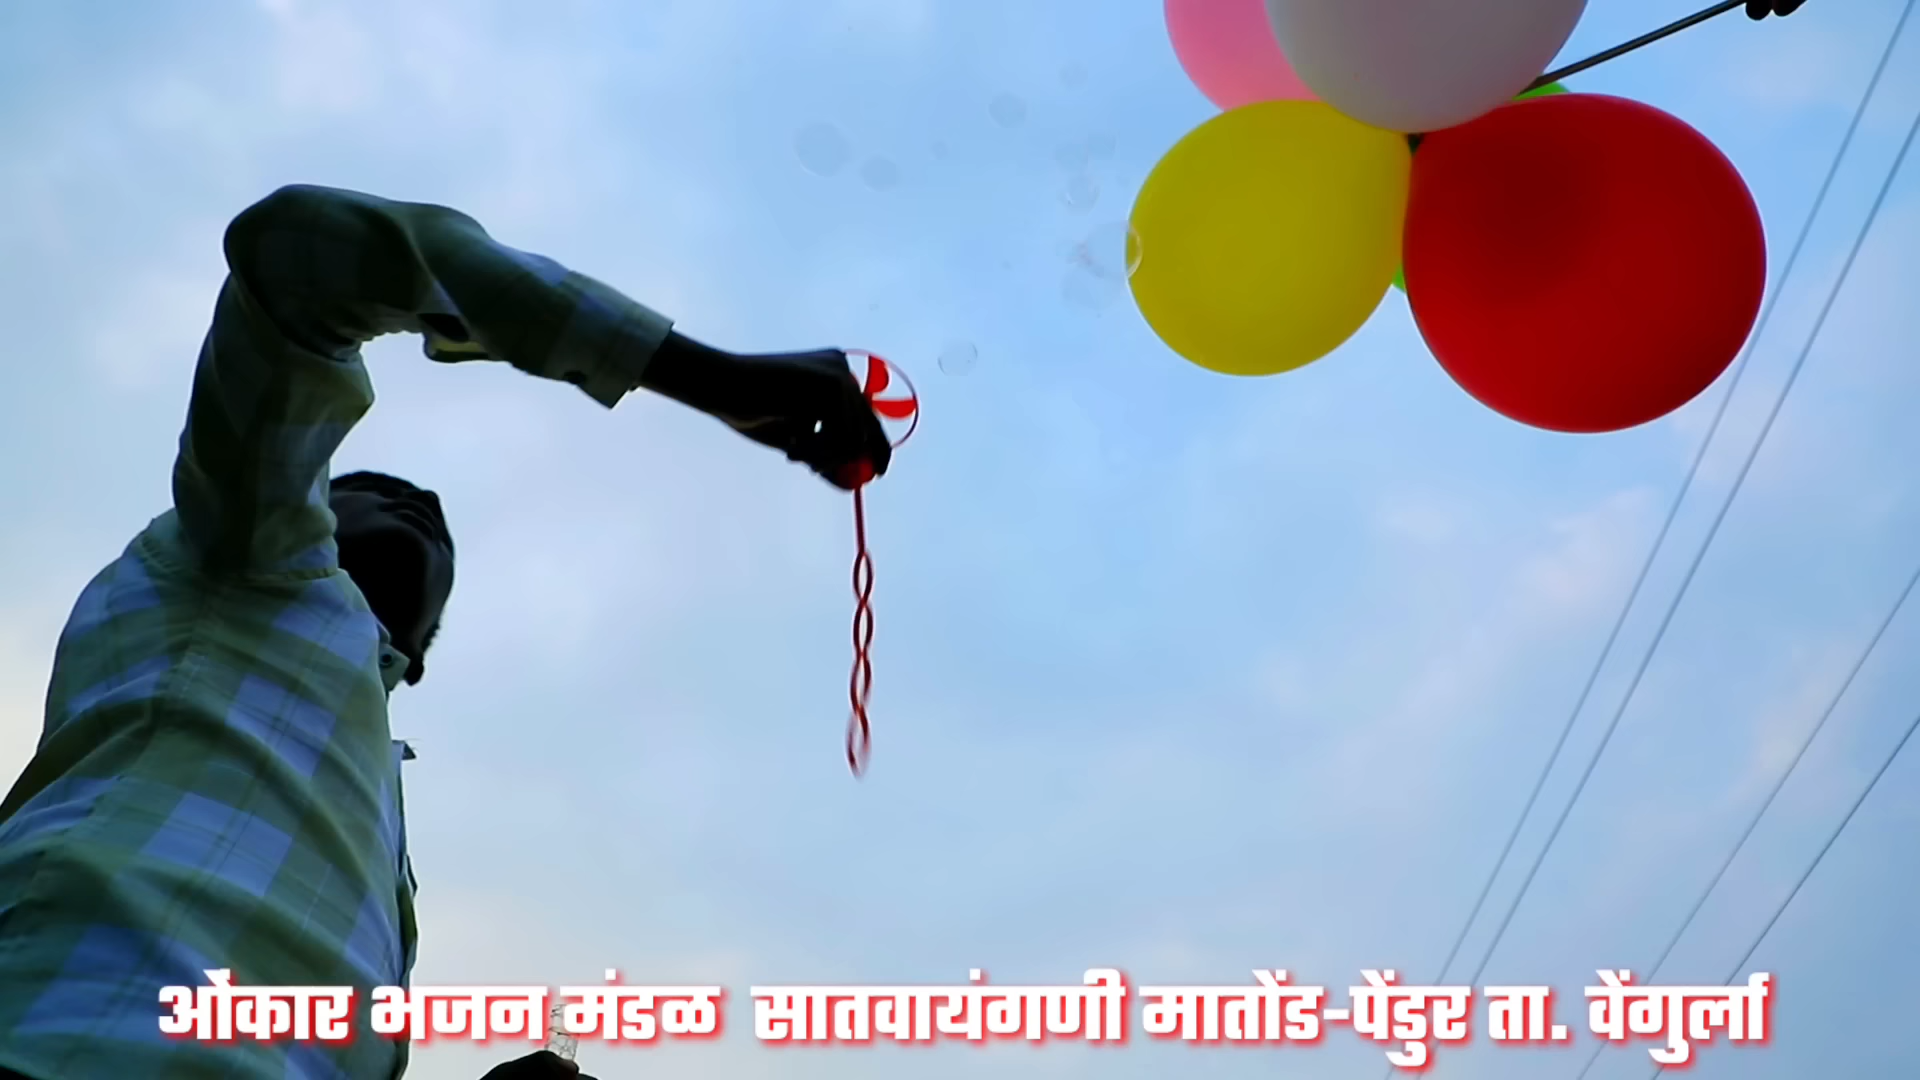 ओंकार भजन मंडळ सातवायंगणी मातोंड-पेंडुर ता. वेंगुर्ला